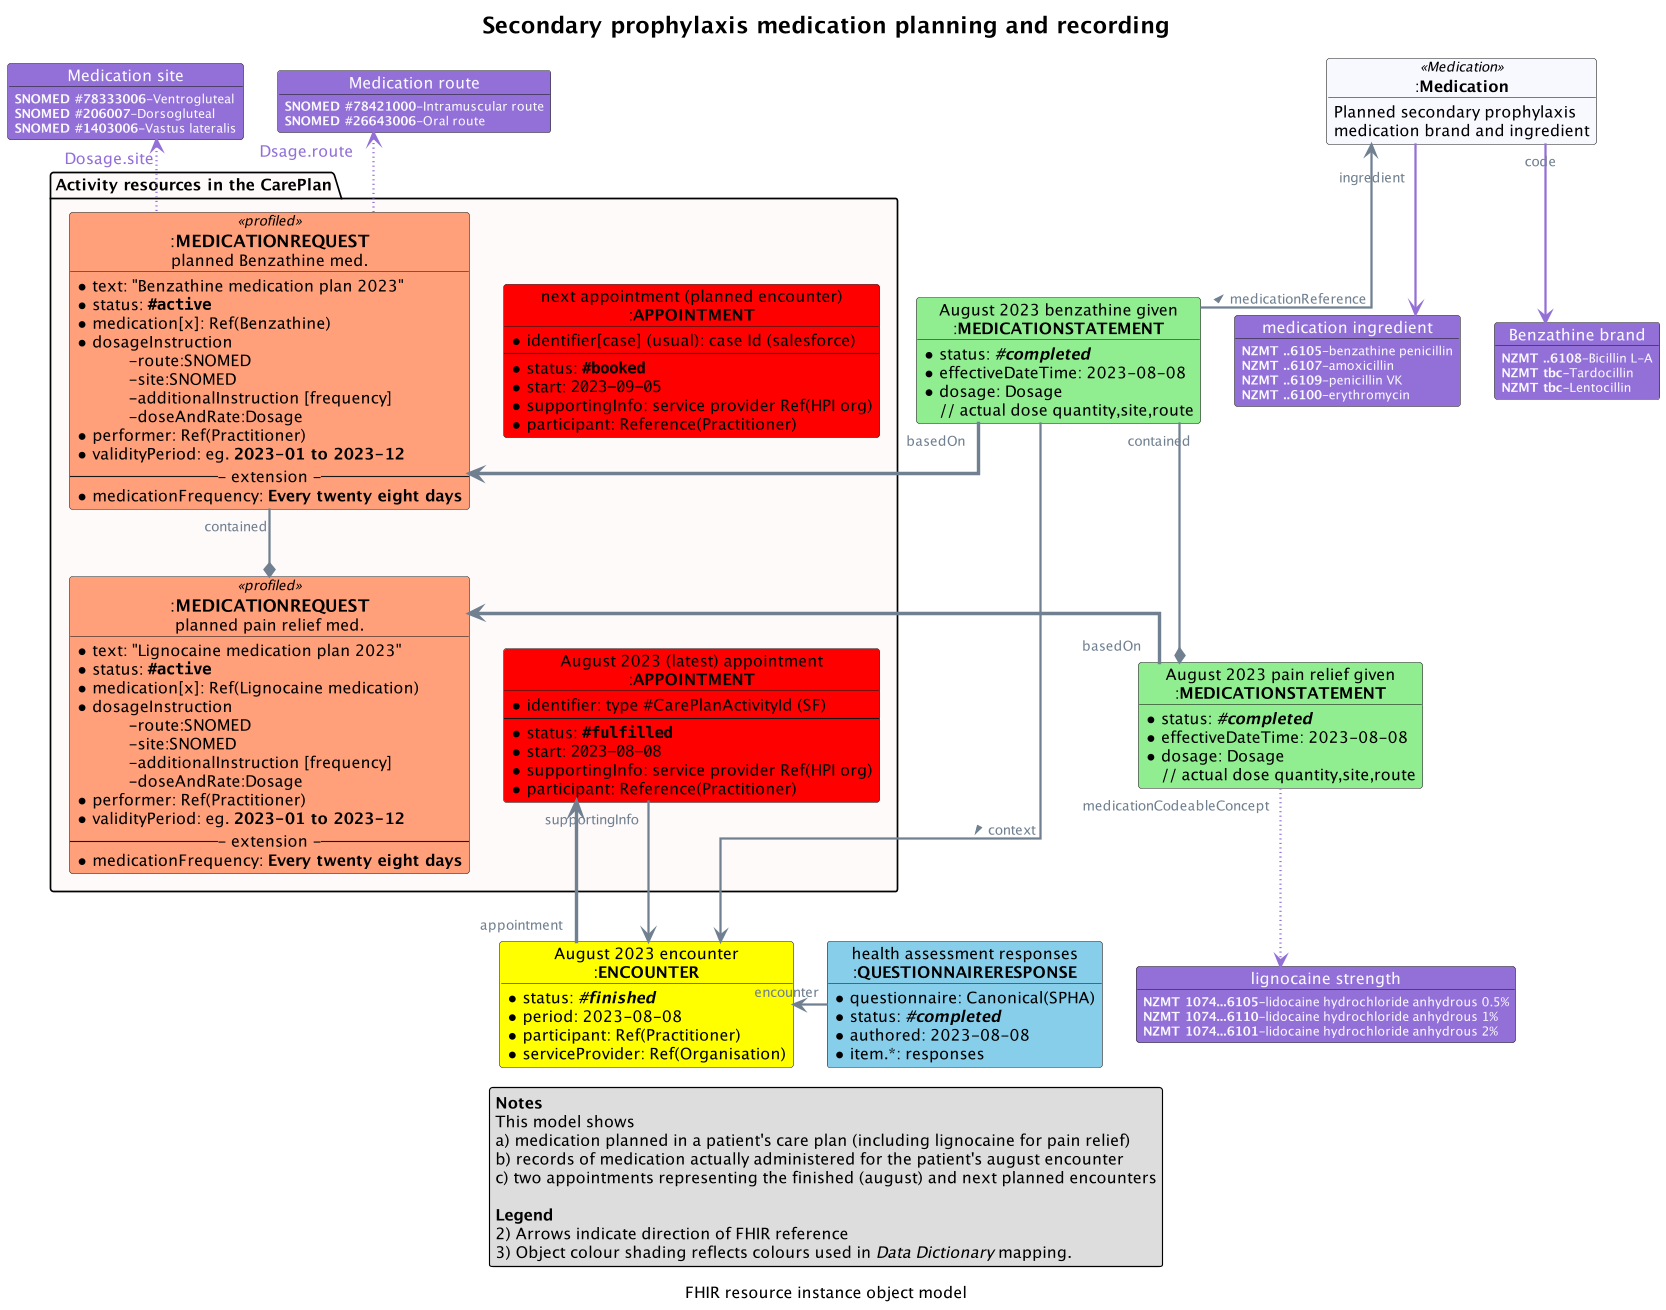 Secondary prophylaxis medication planning and recording
Medication site
SNOMED #78333006-Ventrogluteal
SNOMED #206007-Dorsogluteal
SNOMED #1403006-Vastus lateralis
Medication route
SNOMED #78421000-Intramuscular route
SNOMED #26643006-Oral route
«Medication»
:Medication
Planned secondary prophylaxis
medication brand and ingredient
Dosage.site
Dsage.route
code
ingredient
Activity resources in the CarePlan
«profiled»
:MEDICATIONREQUEST
planned Benzathine med.
• text: "Benzathine medication plan 2023"
• status: #active
• medication[x]: Ref(Benzathine)
• dosageInstruction
-route:SNOMED
-site:SNOMED
-additionalInstruction [frequency]
-doseAndRate:Dosage
• performer: Ref(Practitioner)
• validityPeriod: eg. 2023-01 to 2023-12
- extension -
• medicationFrequency: Every twenty eight days
next appointment (planned encounter)
:APPOINTMENT
• identifier[case] (usual): case Id (salesforce)
• status: #booked
• start: 2023-09-05
• supportingInfo: service provider Ref(HPI org)
• participant: Reference(Practitioner)
August 2023 benzathine given
:MEDICATIONSTATEMENT
• status: #completed
• effectiveDateTime: 2023-08-08
• dosage: Dosage
// actual dose quantity,site,route
medicationReference
medication ingredient
NZMT ..6105-benzathine penicillin
NZMT ..6107-amoxicillin
NZMT ..6109-penicillin VK
NZMT ..6100-erythromycin
Benzathine brand
NZMT ..6108-Bicillin L-A
NZMT tbc-Tardocillin
NZMT tbc-Lentocillin
basedOn
contained
contained
«profiled»
:MEDICATIONREQUEST
planned pain relief med.
• text: "Lignocaine medication plan 2023"
• status: #active
• medication[x]: Ref(Lignocaine medication)
• dosageInstruction
-route:SNOMED
-site:SNOMED
-additionalInstruction [frequency]
-doseAndRate:Dosage
• performer: Ref(Practitioner)
• validityPeriod: eg. 2023-01 to 2023-12
- extension -
• medicationFrequency: Every twenty eight days
August 2023 (latest) appointment
:APPOINTMENT
• identifier: type #CarePlanActivityId (SF)
• status: #fulfilled
• start: 2023-08-08
• supportingInfo: service provider Ref(HPI org)
• participant: Reference(Practitioner)
basedOn
August 2023 pain relief given
:MEDICATIONSTATEMENT
• status: #completed
• effectiveDateTime: 2023-08-08
• dosage: Dosage
// actual dose quantity,site,route
medicationCodeableConcept
supportingInfo
context
appointment
August 2023 encounter
:ENCOUNTER
• status: #finished
• period: 2023-08-08
• participant: Ref(Practitioner)
• serviceProvider: Ref(Organisation)
encounter
health assessment responses
:QUESTIONNAIRERESPONSE
• questionnaire: Canonical(SPHA)
• status: #completed
• authored: 2023-08-08
• item.*: responses
lignocaine strength
NZMT 1074...6105-lidocaine hydrochloride anhydrous 0.5%
NZMT 1074...6110-lidocaine hydrochloride anhydrous 1%
NZMT 1074...6101-lidocaine hydrochloride anhydrous 2%
Notes
This model shows
a) medication planned in a patient's care plan (including lignocaine for pain relief)
b) records of medication actually administered for the patient's august encounter
c) two appointments representing the finished (august) and next planned encounters
Legend
2) Arrows indicate direction of FHIR reference
3) Object colour shading reflects colours used in Data Dictionary mapping.
FHIR resource instance object model